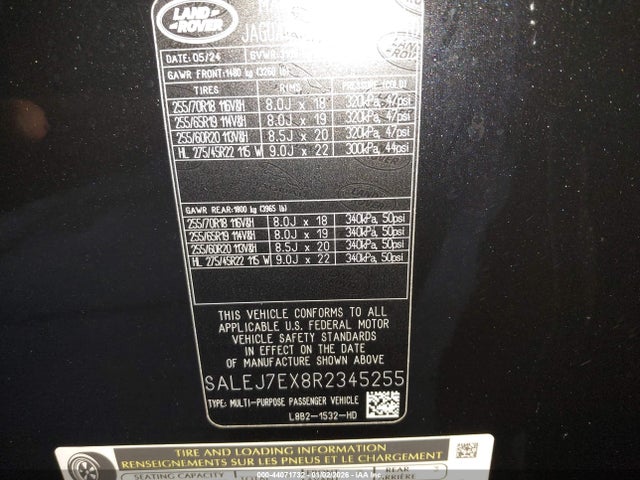 LAND
ROVER
DATE: 05/24
GAWR FRONT: 1480 kg (3260 lb)
TIRES RIMS
255/70R18 116V&H 8.0J x 18 320kPa, 47psi
255/65R19 114V&H 8.0J x 19 320kPa, 47psi
255/60R20 113V&H 8.5J x 20 320kPa, 47psi
HL 275/45R22 115 W 9.0J x 22 300kPa, 44psi
GAWR REAR: 1800 kg (3965 lb)
255/70R18 116V&H 8.0J x 18 340kPa, 50psi
255/65R19 114V&H 8.0J x 19 340kPa, 50psi
255/60R20 113V&H 8.5J x 20 340kPa, 50psi
HL 275/45R22 115 W 9.0J x 22 340kPa, 50psi
THIS VEHICLE CONFORMS TO ALL
APPLICABLE U.S. FEDERAL MOTOR
VEHICLE SAFETY STANDARDS
IN EFFECT ON THE DATE
OF MANUFACTURE SHOWN ABOVE
SALEJ7EX8R2345255
TYPE: MULTI-PURPOSE PASSENGER VEHICLE
L8B2-1532-HD
TIRE AND LOADING INFORMATION
RENSEIGNEMENTS SUR LES PNEUS ET LE CHARGEMENT
SEATING CAPACITY
REAR
000-44071732 - 01/02/2026 - IAA Inc.